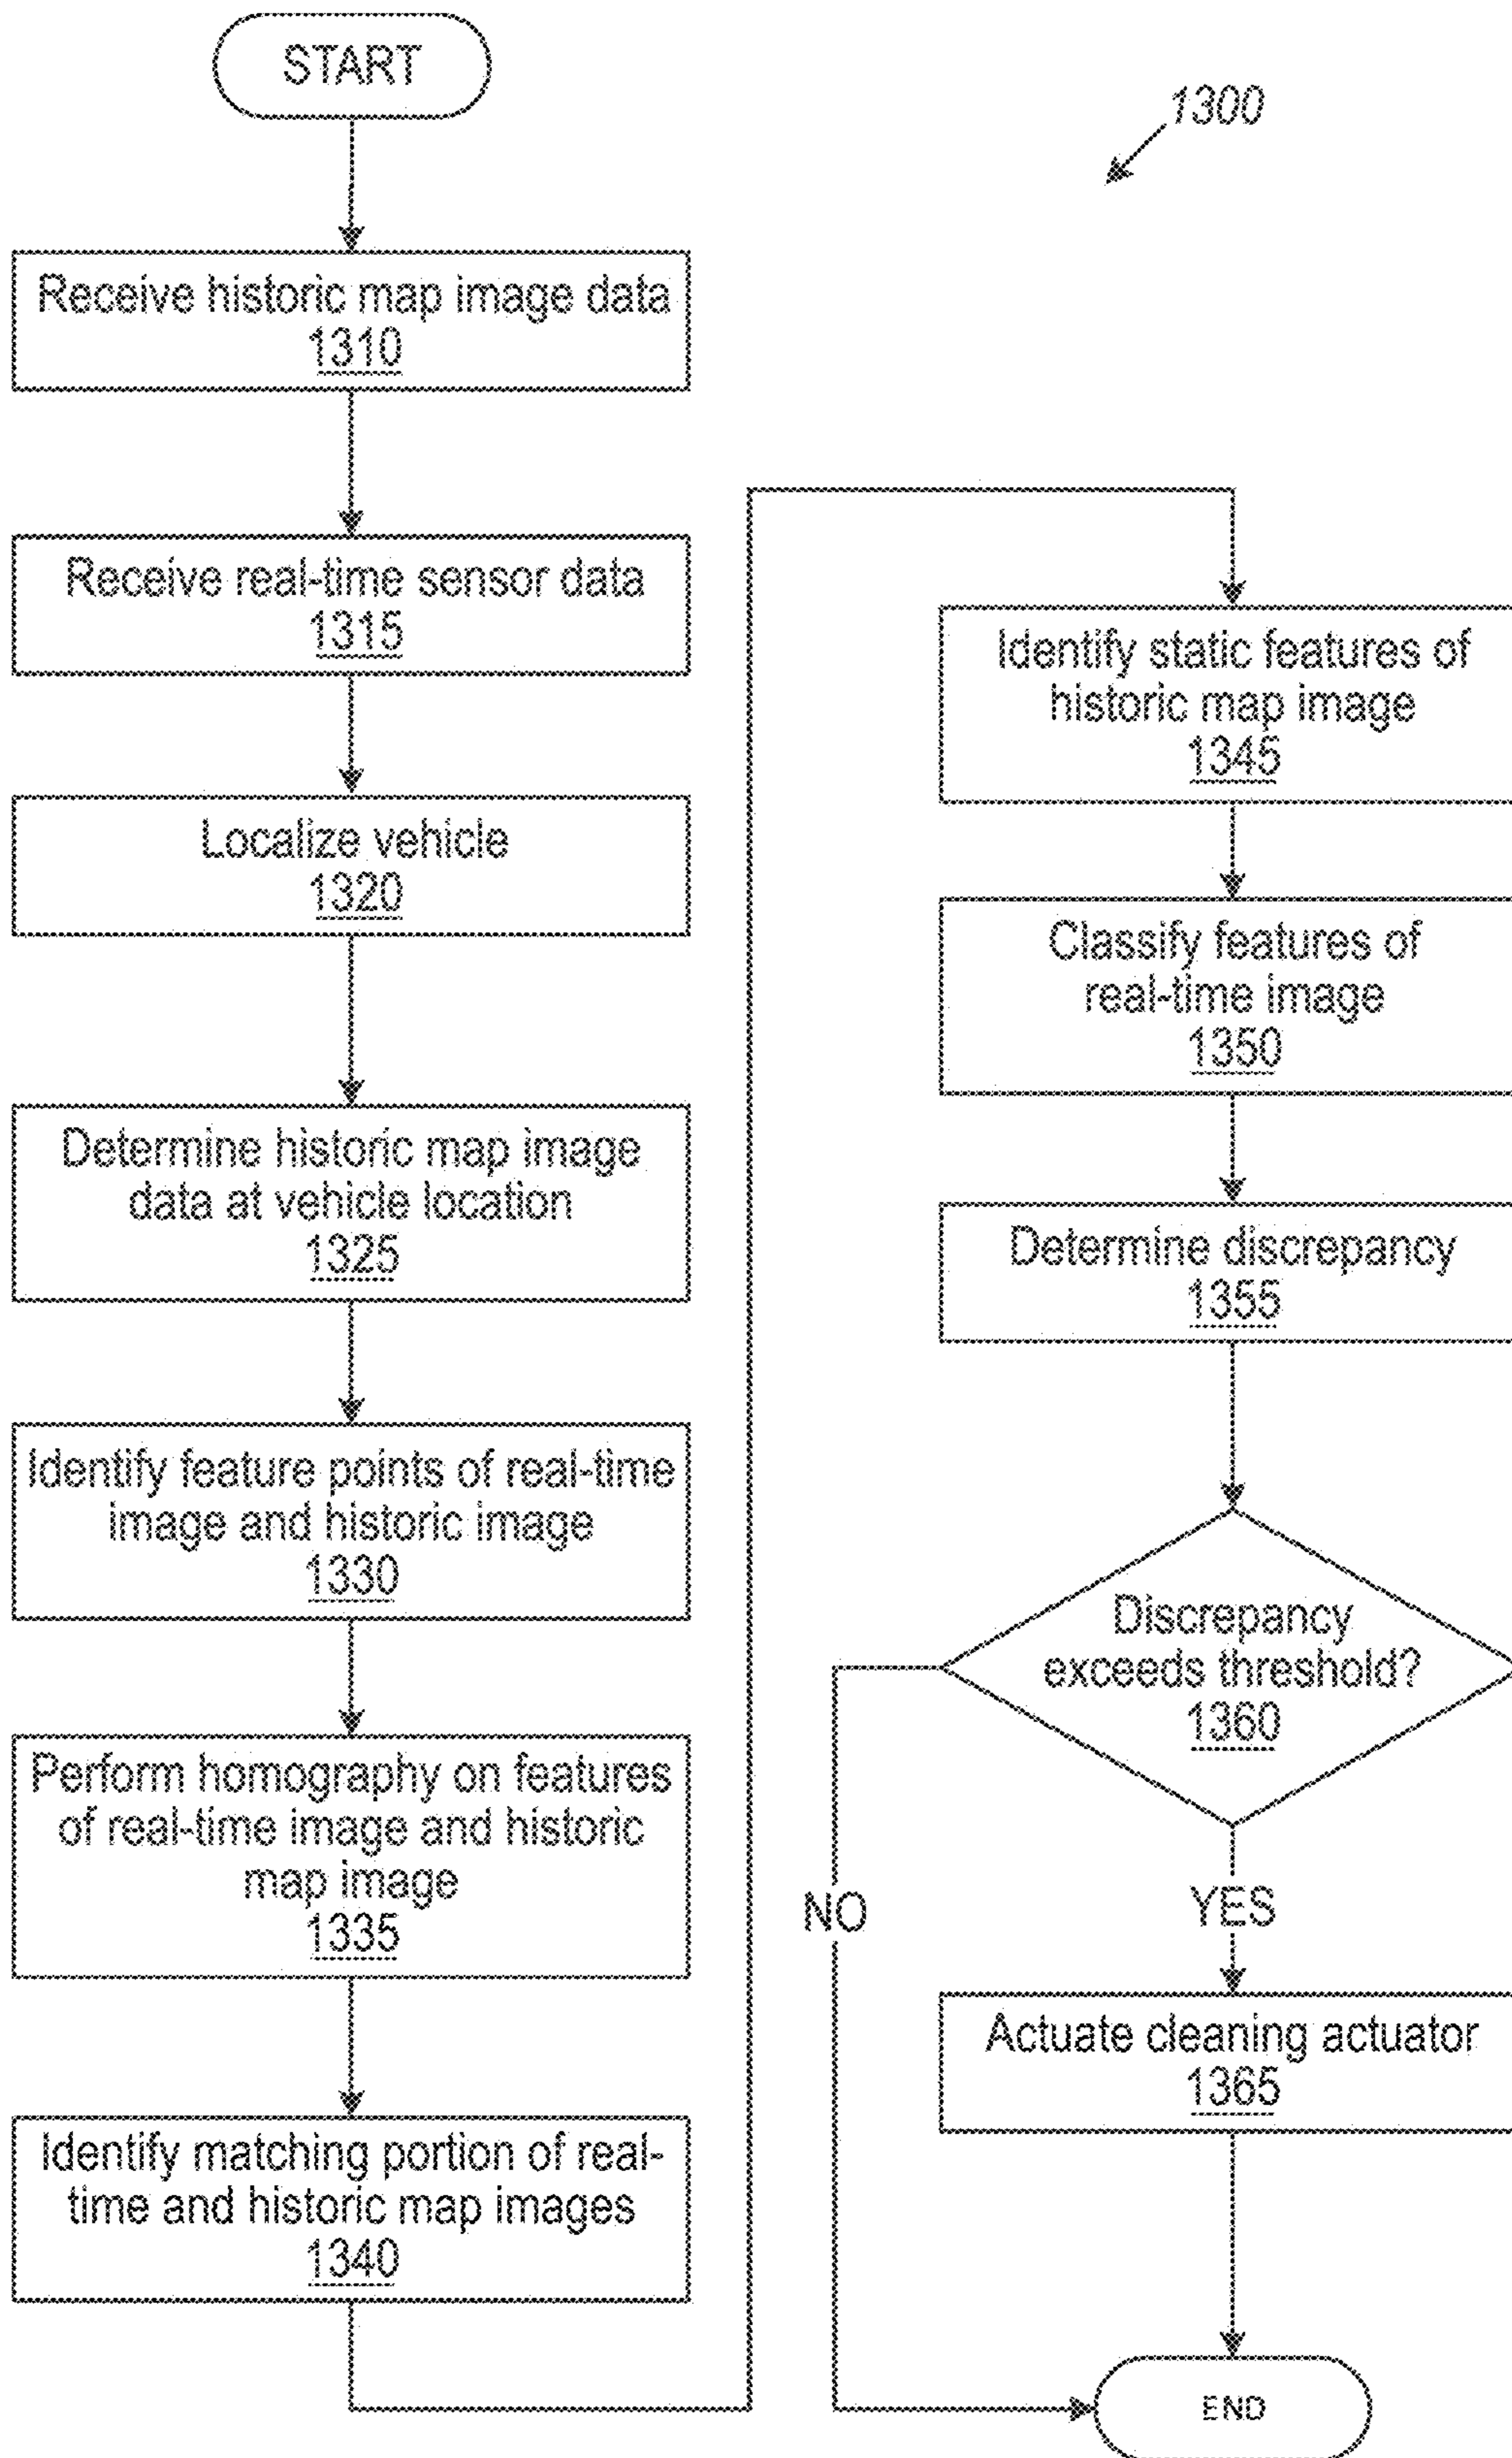 START
1300
Receive historic map image data
1310
Receive real-time sensor data
1315
Localize vehicle
1320
Determine historic map image
data at vehicle location
1325
Identify feature points of real-time
image and historic image
1330
Perform homography on features
of real-time image and historic
map image
1335
Identify matching portion of real-
time and historic map images
1340
Identify static features of
historic map image
1345
Classify features of
real-time image
1350
Determine discrepancy
1355
Discrepancy
exceeds threshold?
1360
NO
YES
Actuate cleaning actuator
1365
END